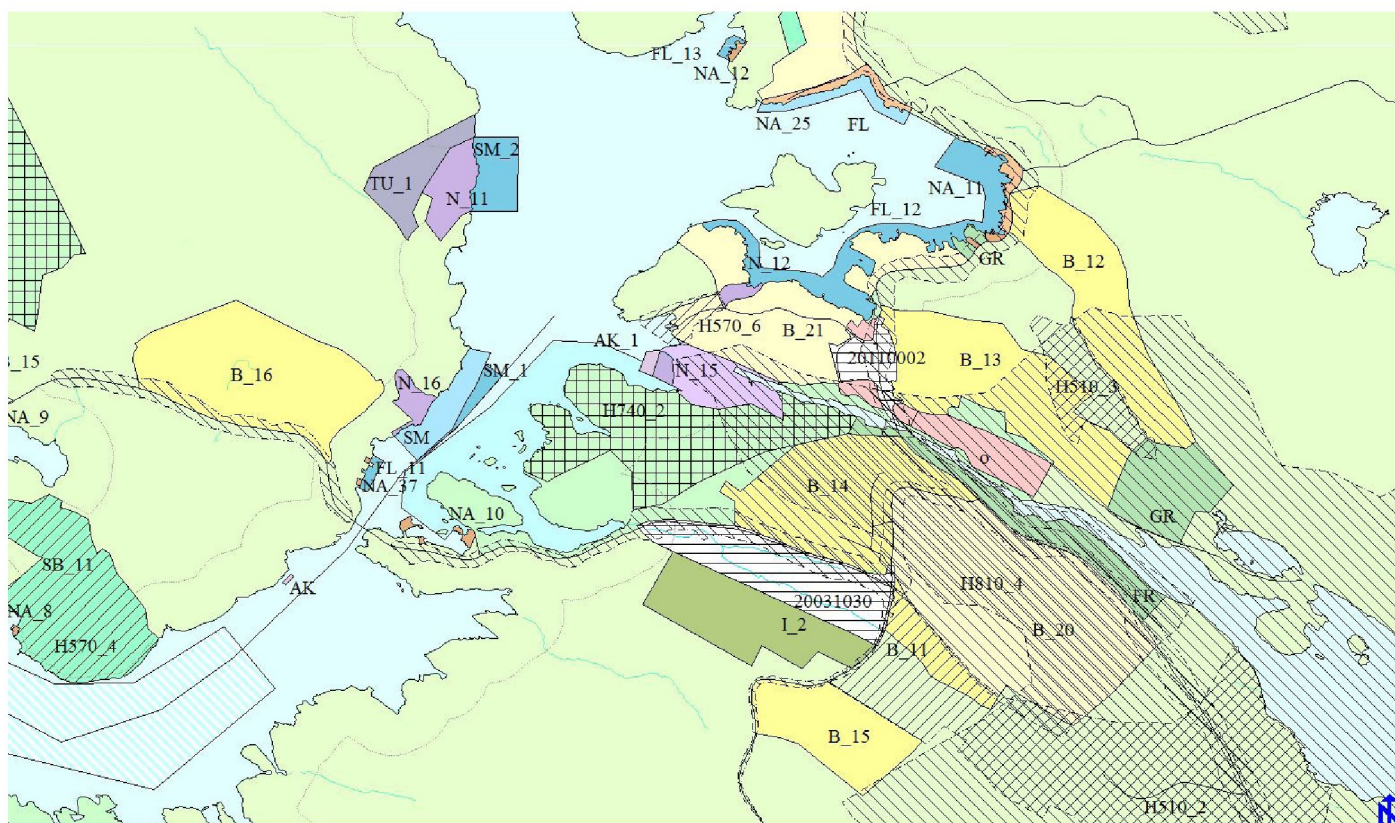 FL_13
NA_12
NA_25
FL
SM_2
TU_1
N_11
NA_11
FL_12
GR
B_12
N_12
H570_6
B_21
AK_1
20110002
B_13
B_15
B_16
SM_1
N_15
N_16
H510_3
H740_2
NA_9
SM
o
FL_11
NA_37
B_14
NA_10
GR
SB_11
H810_4
AK
20031030
FR
NA_8
I_2
B_20
H570_4
B_11
B_15
H510_2
N